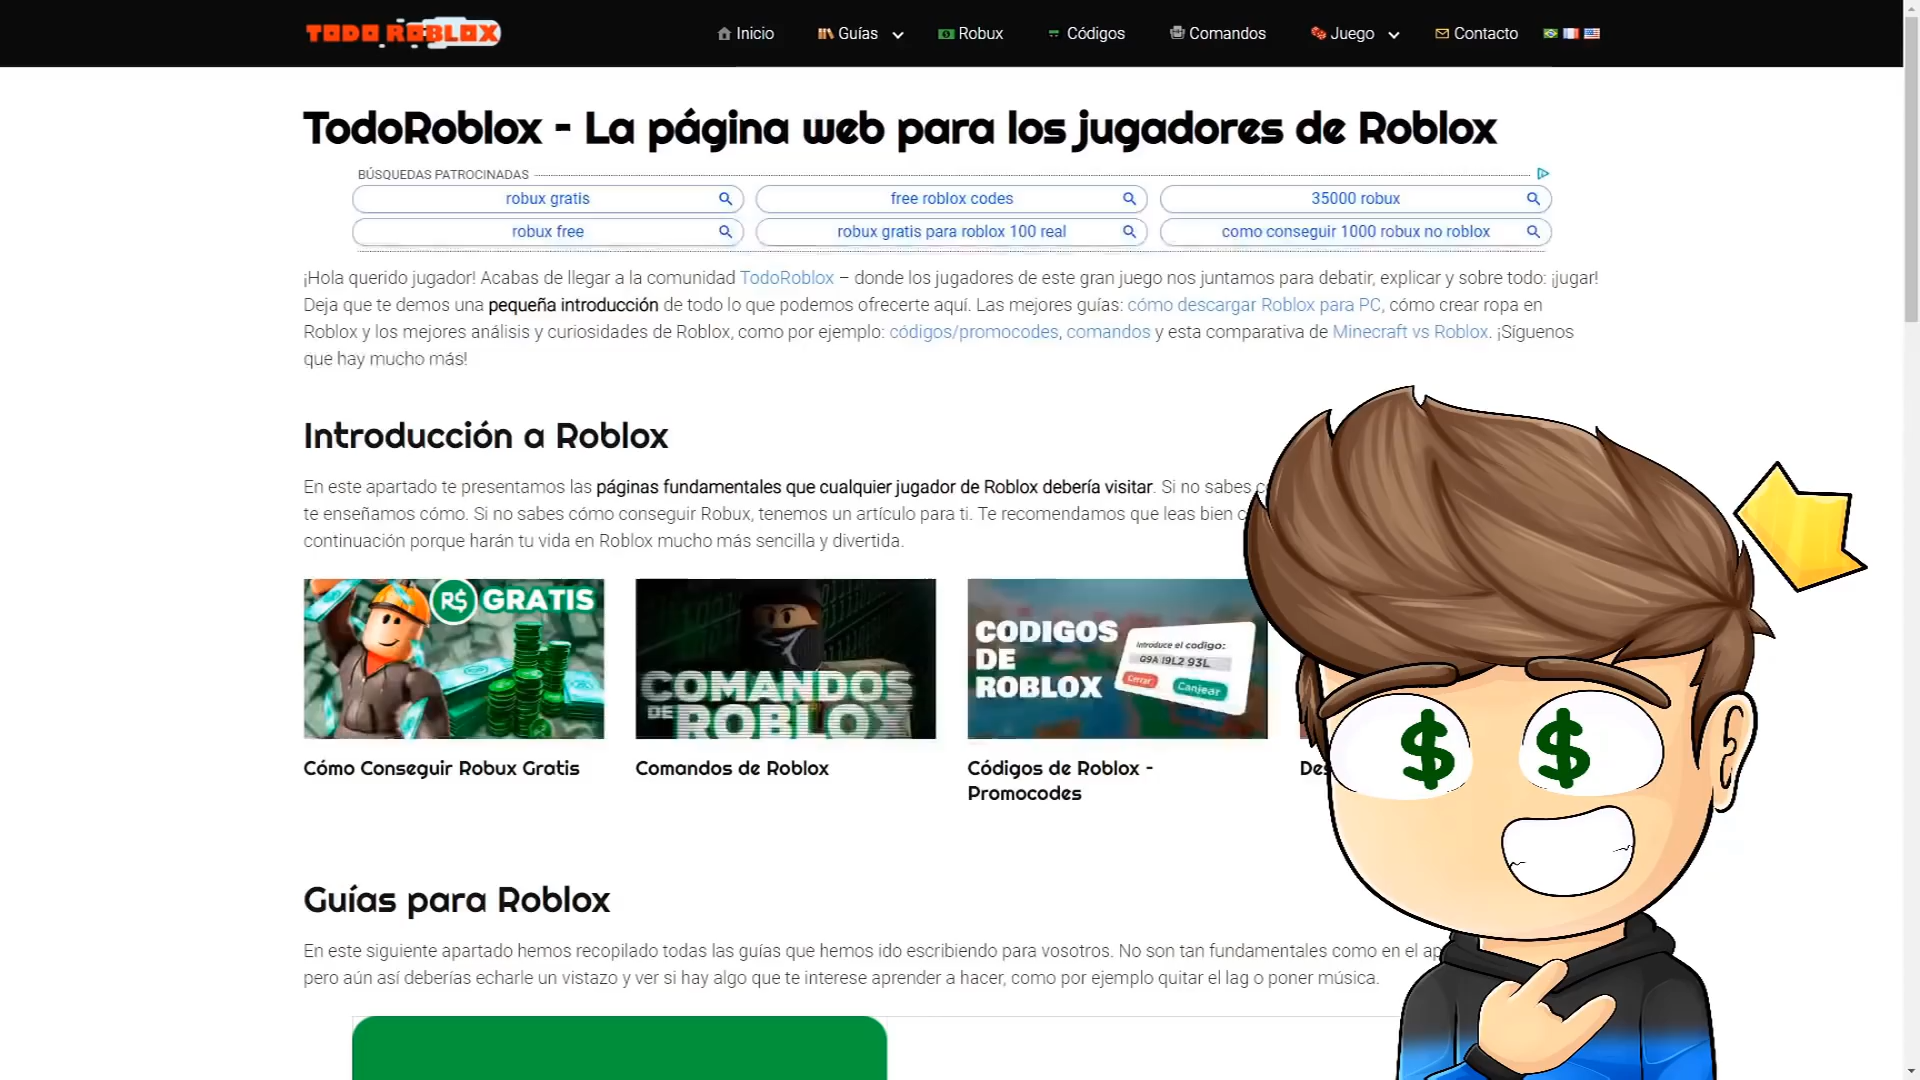 TODO ROBLOX
Inicio
Guías
Robux
Códigos
Comandos
Juego
Contacto
TodoRoblox - La página web para los jugadores de Roblox
BÚSQUEDAS PATROCINADAS
robux gratis
free roblox codes
35000 robux
robux free
robux gratis para roblox 100 real
como conseguir 1000 robux no roblox
¡Hola querido jugador! Acabas de llegar a la comunidad TodoRoblox – donde los jugadores de este gran juego nos juntamos para debatir, explicar y sobre todo: ¡jugar!
Deja que te demos una pequeña introducción de todo lo que podemos ofrecerte aquí. Las mejores guías: cómo descargar Roblox para PC, cómo crear ropa en
Roblox y los mejores análisis y curiosidades de Roblox, como por ejemplo: códigos/promocodes, comandos y esta comparativa de Minecraft vs Roblox. ¡Síguenos
que hay mucho más!
Introducción a Roblox
En este apartado te presentamos las páginas fundamentales que cualquier jugador de Roblox debería visitar. Si no sabes
te enseñamos cómo. Si no sabes cómo conseguir Robux, tenemos un artículo para ti. Te recomendamos que leas bien
continuación porque harán tu vida en Roblox mucho más sencilla y divertida.
R$ GRATIS
COMANDOS
DE ROBLOX
CODIGOS
DE
ROBLOX
Introduce el codigo:
G9A I9L2 93L
Cerrar
Canjear
Cómo Conseguir Robux Gratis
Comandos de Roblox
Códigos de Roblox -
Promocodes
Des
$ $
Guías para Roblox
En este siguiente apartado hemos recopilado todas las guías que hemos ido escribiendo para vosotros. No son tan fundamentales como en el ap
pero aún así deberías echarle un vistazo y ver si hay algo que te interese aprender a hacer, como por ejemplo quitar el lag o poner música.